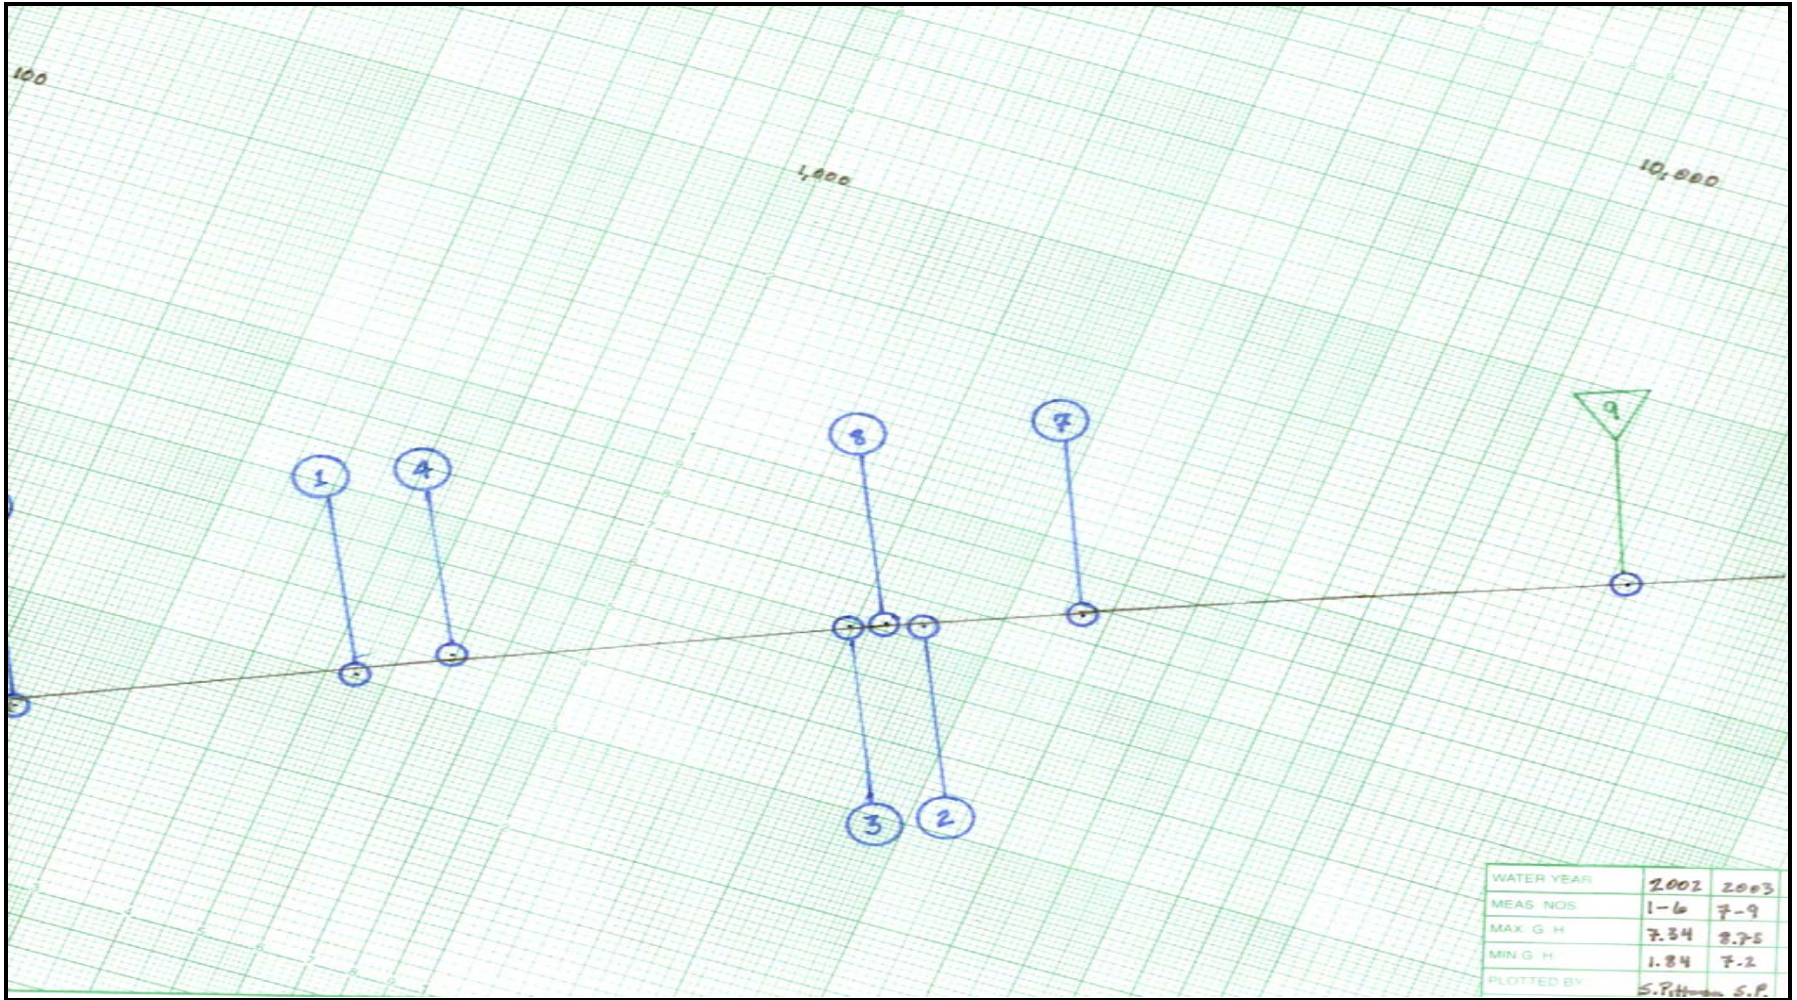 100
1,000
10,000
9
7
8
4
1
3
2
WATER YEAR 2002 2003
MEAS. NOS. 1-6 7-9
MAX. G. H. 7.34 8.75
MIN G. H. 1.84 7.2
PLOTTED BY S.Pittman S.P.